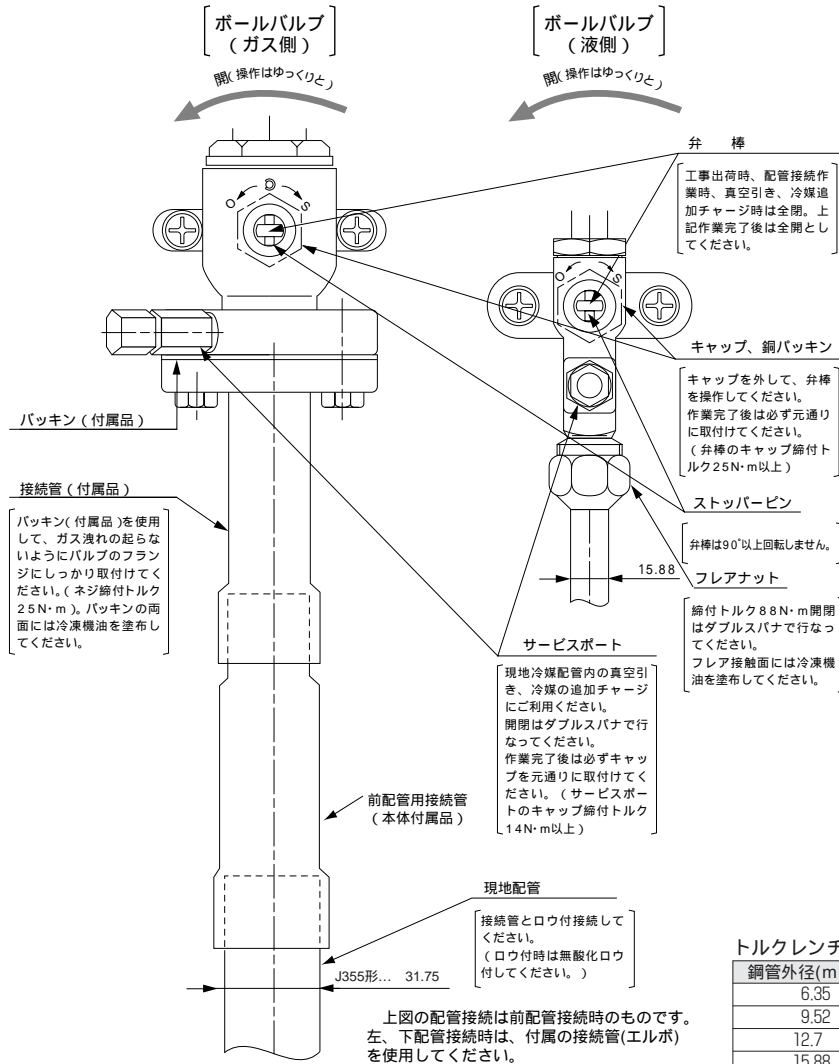 ボールバルブ
（ガス側）
開(操作はゆっくりと)
ボールバルブ
（液側）
開(操作はゆっくりと)
弁　棒
工事出荷時、配管接続作
業時、真空引き、冷媒追
加チャージ時は全閉。上
記作業完了後は全開とし
てください。
O
C
S
O
S
キャップ、銅パッキン
キャップを外して、弁棒
を操作してください。
作業完了後は必ず元通り
に取付けてください。
（弁棒のキャップ締付ト
ルク25N･m以上）
パッキン（付属品）
接続管（付属品）
パッキン(付属品)を使用
して、ガス洩れの起らな
いようにバルブのフラン
ジにしっかり取付けてく
ださい。（ネジ締付トルク
25N･m）。パッキンの両
面には冷凍機油を塗布し
てください。
ストッパーピン
弁棒は90°以上回転しません。
15.88
フレアナット
締付トルク88N･m開閉
はダブルスパナで行なっ
てください。
フレア接触面には冷凍機
油を塗布してください。
サービスポート
現地冷媒配管内の真空引
き、冷媒の追加チャージ
にご利用ください。
開閉はダブルスパナで行
なってください。
作業完了後は必ずキャッ
プを元通りに取付けてく
ださい。（サービスポー
トのキャップ締付トルク
14N･m以上）
前配管用接続管
（本体付属品）
現地配管
接続管とロウ付接続して
ください。
（ロウ付時は無酸化ロウ
付してください。）
J355形… 31.75
上図の配管接続は前配管接続時のものです。
左、下配管接続時は、付属の接続管(エルボ)
を使用してください。
トルクレンチ
鋼管外径(m
6.35
9.52
12.7
15.88